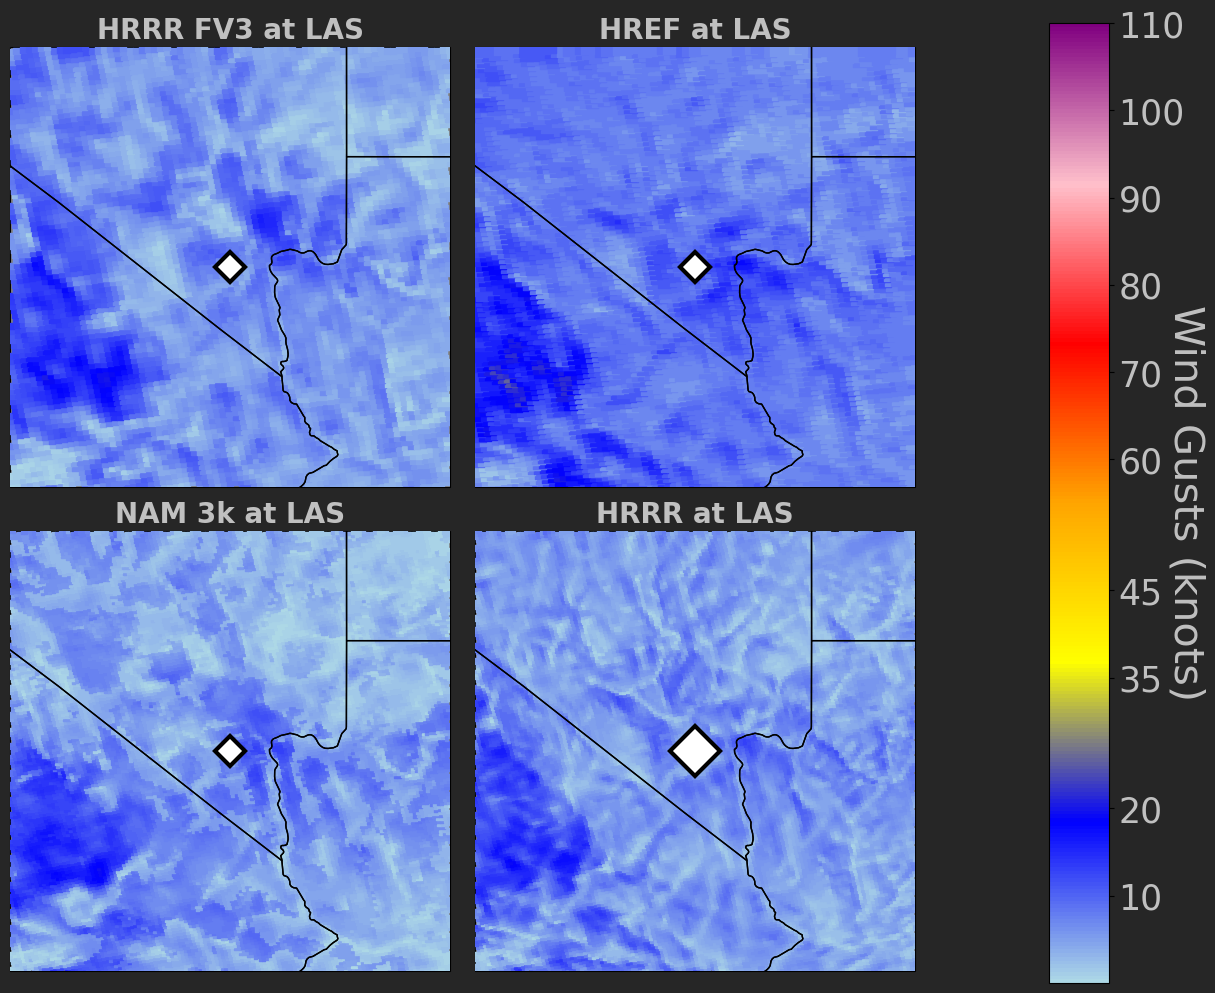 HRRR FV3 at LAS
HREF at LAS
NAM 3k at LAS
HRRR at LAS
110
100
90
80
70
60
45
35
20
10
Wind Gusts (knots)